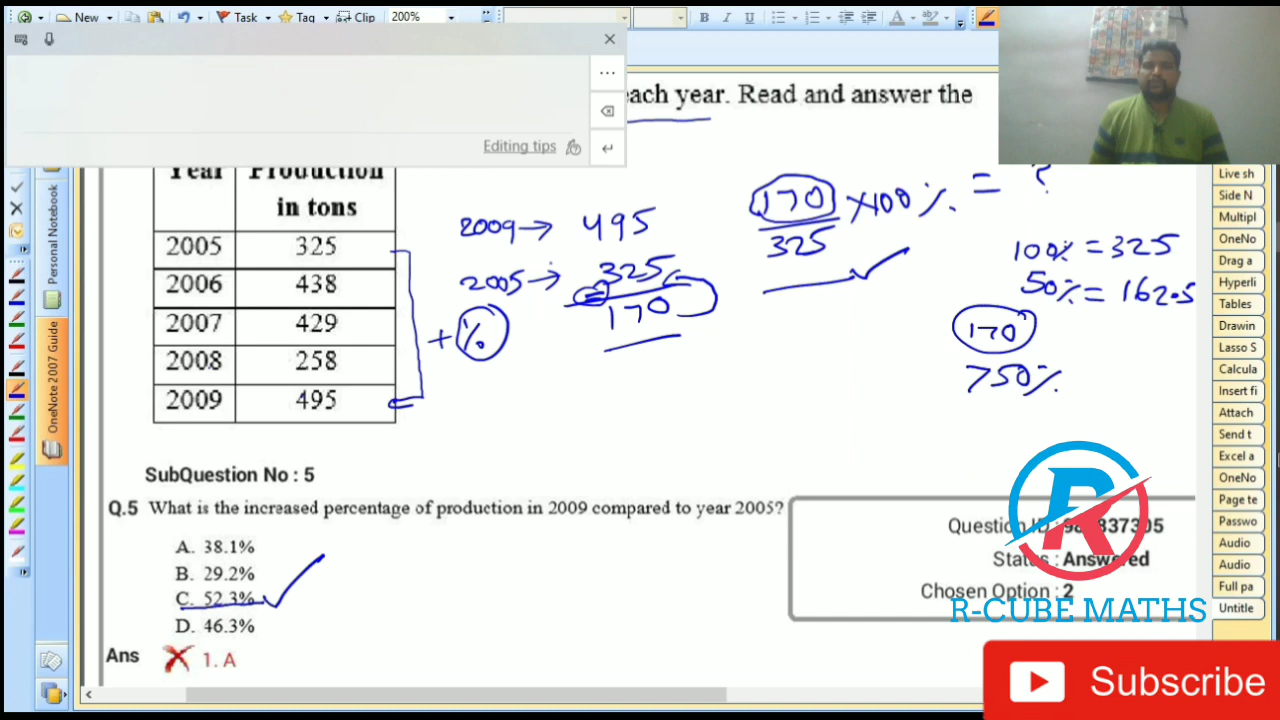 New Task Tag Clip 200% B I U A ab
Editing tips
each year. Read and answer the
Year Production in tons
2005 325
2006 438
2007 429
2008 258
2009 495
+ %
2009 → 495
2005 → 325
= 170
170 / 325 × 100 % = ?
100% = 325
50% = 162.5
170
>50%
SubQuestion No : 5
Q.5 What is the increased percentage of production in 2009 compared to year 2005?
A. 38.1%
B. 29.2%
C. 52.3%
D. 46.3%
Ans 1. A
Status : Answered
Chosen Option : 2
R-CUBE MATHS
Subscribe
Personal Notebook
OneNote 2007 Guide
Live sh
Side N
Multipl
OneNo
Drag a
Hyperli
Tables
Drawin
Lasso S
Calcula
Insert fi
Attach
Send t
Excel a
OneNo
Page te
Passwo
Audio
Audio
Full pa
Untitle